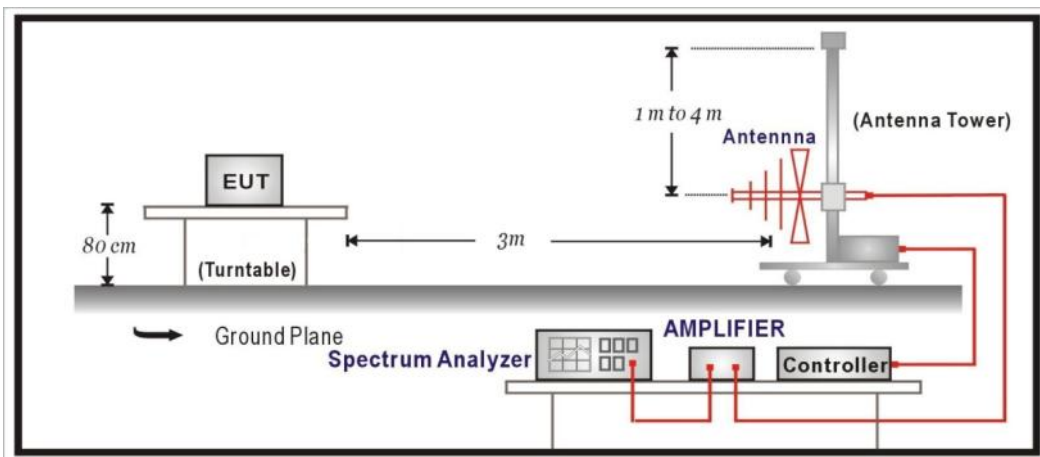 1 m to 4 m
(Antenna Tower)
Antennna
EUT
80 cm
3m
(Turntable)
Ground Plane
AMPLIFIER
Spectrum Analyzer
Controller